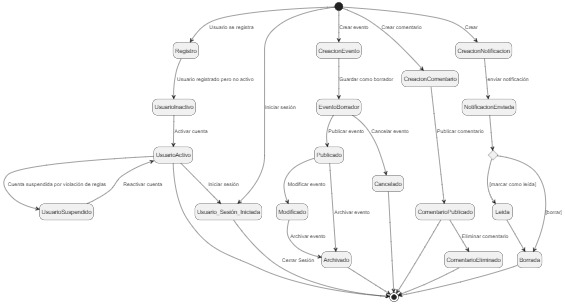 Usuario se registra
Crear evento
Crear comentario
Crear
Registro
CreacionEvento
CreacionNotificacion
CreacionComentario
Usuario registrado pero no activo
Guardar como borrador
enviar notificación
Iniciar sesión
UsuarioInactivo
EventoBorrador
NotificacionEnviada
Activar cuenta
Publicar evento
Cancelar evento
Publicar comentario
UsuarioActivo
Publicado
Cuenta suspendida por violación de reglas
Reactivar cuenta
Iniciar sesión
Modificar evento
Cancelado
[marcar como leída]
UsuarioSuspendido
Usuario_Sesión_Iniciada
Modificado
Archivar evento
ComentarioPublicado
Leida
[borrar]
Archivar evento
Eliminar comentario
Cerrar Sesión
Archivado
ComentarioEliminado
Borrada